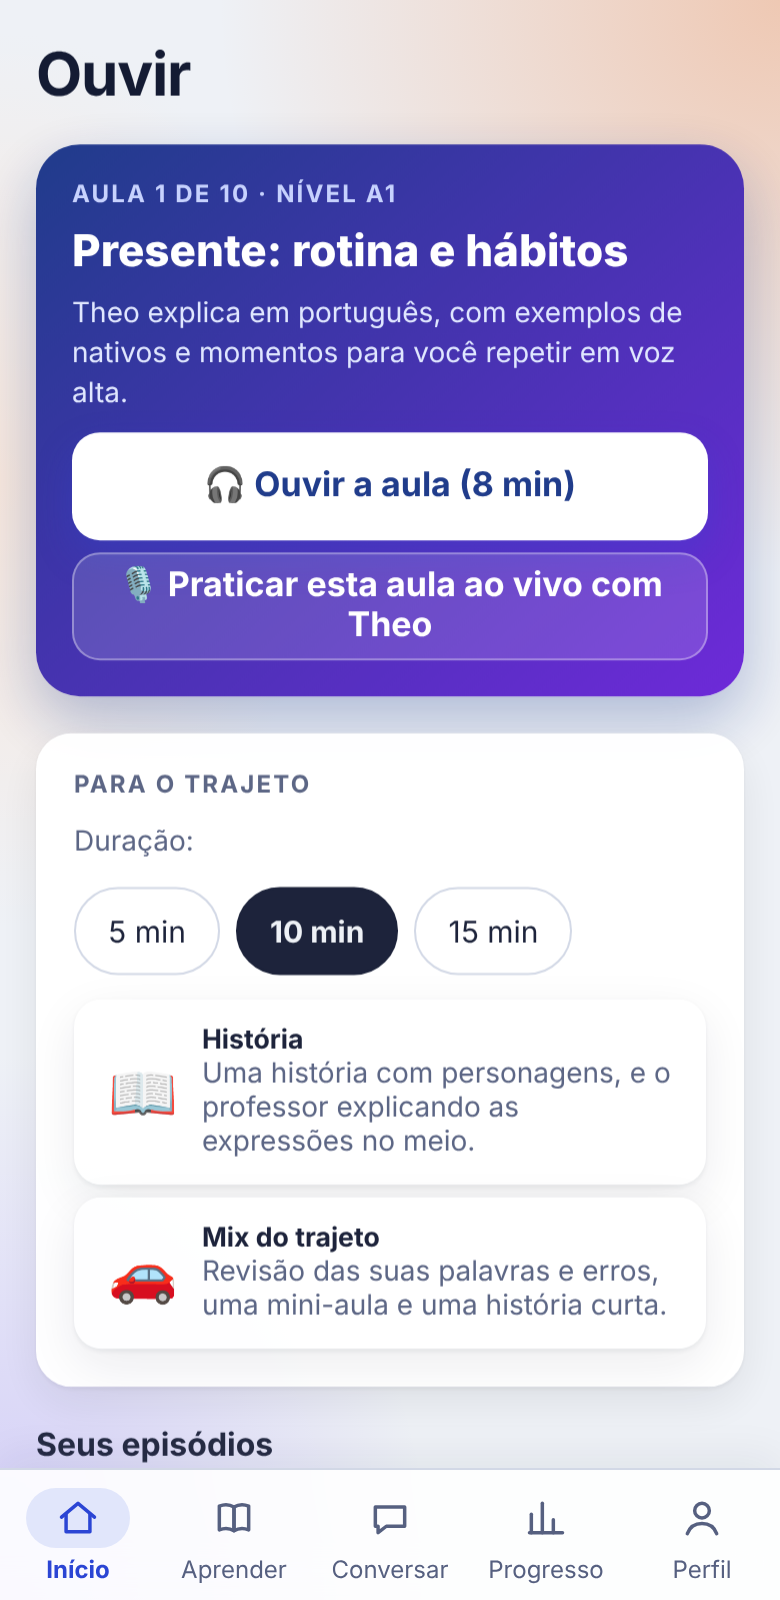 Ouvir
AULA 1 DE 10 · NÍVEL A1
Presente: rotina e hábitos
Theo explica em português, com exemplos de
nativos e momentos para você repetir em voz
alta.
🎧 Ouvir a aula (8 min)
🎙️ Praticar esta aula ao vivo com
Theo
PARA O TRAJETO
Duração:
5 min
10 min
15 min
História
Uma história com personagens, e o
professor explicando as
expressões no meio.
Mix do trajeto
Revisão das suas palavras e erros,
uma mini-aula e uma história curta.
Seus episódios
Início
Aprender
Conversar
Progresso
Perfil